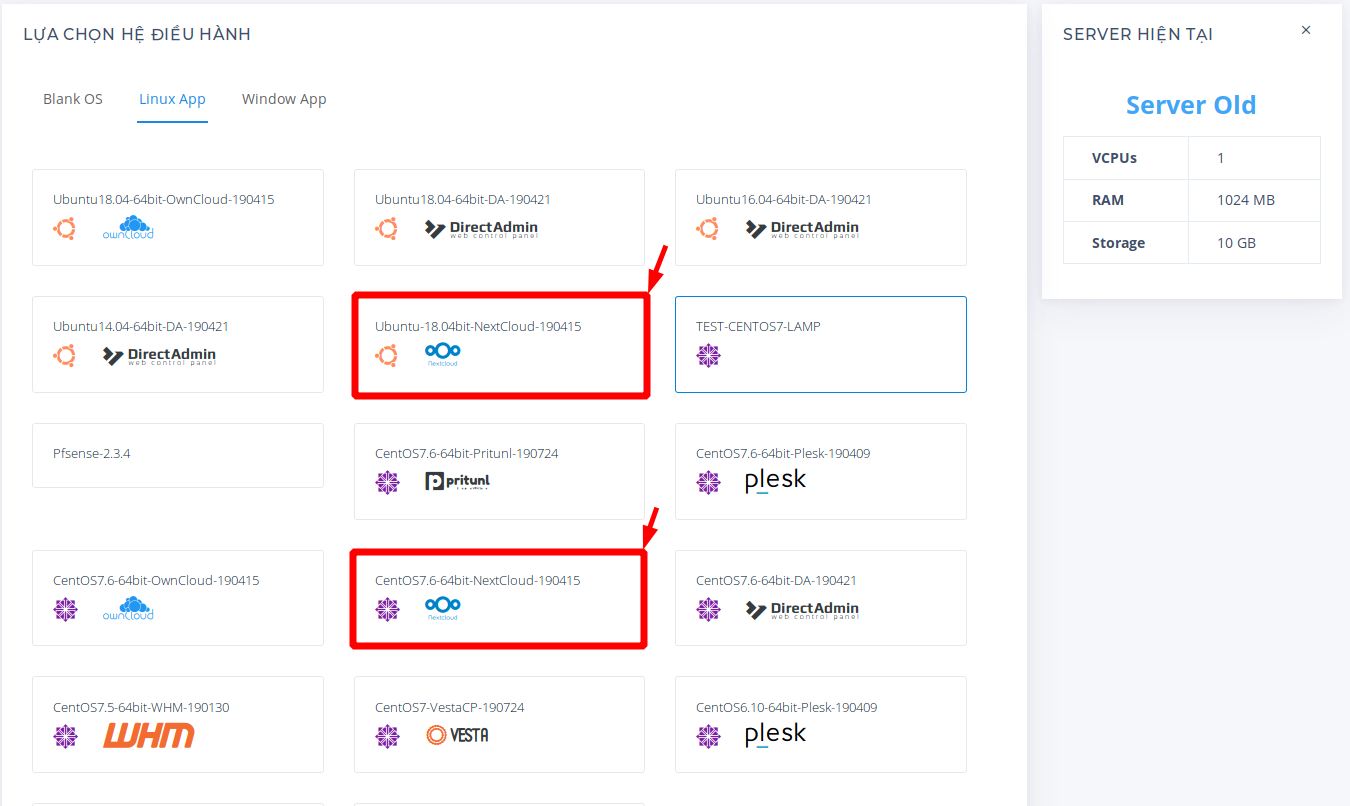 LỰA CHỌN HỆ ĐIỀU HÀNH
Blank OS
Linux App
Window App
Ubuntu18.04-64bit-OwnCloud-190415
ownCloud
Ubuntu18.04-64bit-DA-190421
DirectAdmin
web control panel
Ubuntu16.04-64bit-DA-190421
DirectAdmin
web control panel
Ubuntu14.04-64bit-DA-190421
DirectAdmin
web control panel
Ubuntu-18.04bit-NextCloud-190415
Nextcloud
TEST-CENTOS7-LAMP
Pfsense-2.3.4
CentOS7.6-64bit-Pritunl-190724
pritunl
CentOS7.6-64bit-Plesk-190409
plesk
CentOS7.6-64bit-OwnCloud-190415
ownCloud
CentOS7.6-64bit-NextCloud-190415
Nextcloud
CentOS7.6-64bit-DA-190421
DirectAdmin
web control panel
CentOS7.5-64bit-WHM-190130
WHM
CentOS7-VestaCP-190724
VESTA
CentOS6.10-64bit-Plesk-190409
plesk
SERVER HIỆN TẠI
×
Server Old
VCPUs 1
RAM 1024 MB
Storage 10 GB